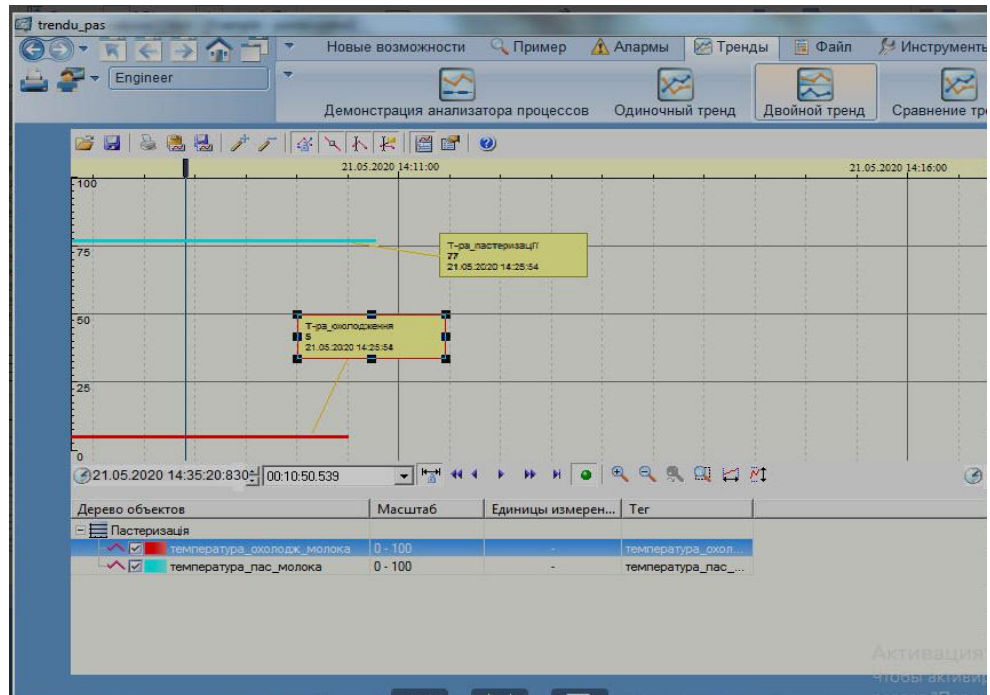 trendu_pas
Новые возможности Пример Алармы Тренды Файл Инструменты
Engineer
Демонстрация анализатора процессов Одиночный тренд Двойной тренд Сравнение тре
21.05.2020 14:11:00 21.05.2020 14:16:00
100
Т-ра_пастеризації
77
21.05.2020 14:25:54
75
50
Т-ра_охолодження
5
21.05.2020 14:25:54
25
0
21.05.2020 14:35:20:830 00:10:50.539
Дерево объектов Масштаб Единицы измерен... Тег
Пастеризація
температура_охолодж_молока 0 - 100 - температура_охол...
температура_пас_молока 0 - 100 - температура_пас_...
Активация
Чтобы активир